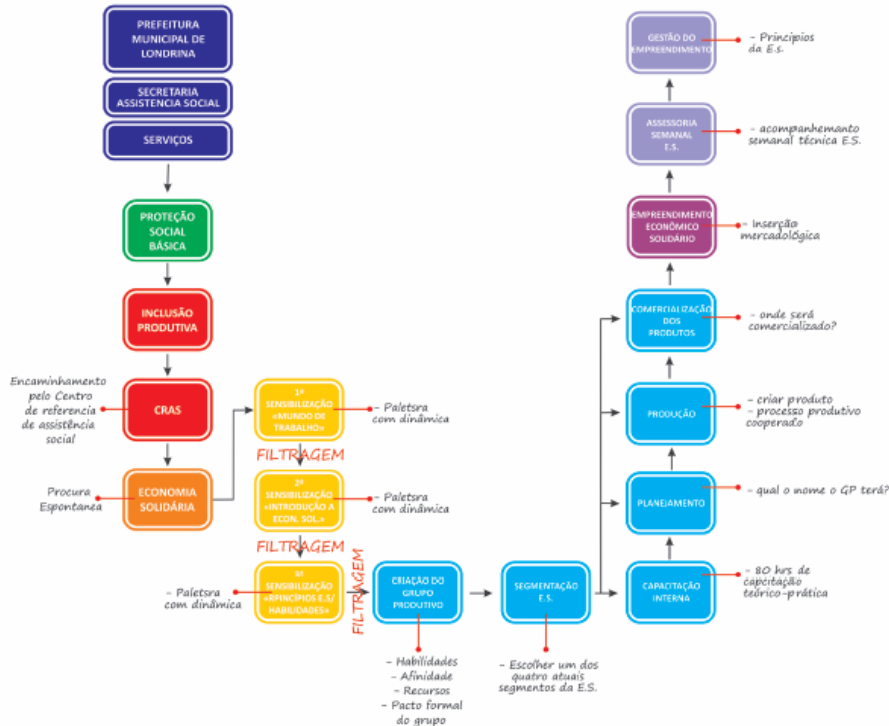 PREFEITURA
MUNICIPAL DE
LONDRINA
SECRETARIA
ASSISTENCIA SOCIAL
SERVIÇOS
PROTEÇÃO
SOCIAL
BÁSICA
INCLUSÃO
PRODUTIVA
Encaminhamento
pelo Centro
de referencia
de assistência
social
CRAS
Procura
Espontanea
ECONOMIA
SOLIDÁRIA
1º
SENSIBILIZAÇÃO
«MUNDO DE
TRABALHO»
- Paletsra
com dinâmica
FILTRAGEM
2º
SENSIBILIZAÇÃO
«INTRODUÇÃO A
ECON. SOL.»
- Paletsra
com dinâmica
FILTRAGEM
SENSIBILIZAÇÃO
«RPINCÍPIOS E.S/
HABILIDADES»
- Paletsra
com dinâmica
FILTRAGEM
CRIAÇÃO DO
GRUPO
PRODUTIVO
- Habilidades
- Afinidade
- Recursos
- Pacto formal
do grupo
SEGMENTAÇÃO
E.S.
- Escolher um dos
quatro atuais
segmentos da E.S.
CAPACITAÇÃO
INTERNA
- 80 hrs de
capcitação
teórico-prática
PLANEJAMENTO
- qual o nome o GP terá?
PRODUÇÃO
- criar produto
- processo produtivo
cooperado
COMERCIALIZAÇÃO
DOS
PRODUTOS
- onde será
comercializado?
EMPREENDIMENTO
ECONÔMICO
SOLIDÁRIO
- Inserção
mercadológica
ASSESSORIA
SEMANAL
E.S.
- acompanhemanto
semanal técnica E.S.
GESTÃO DO
EMPREENDIMENTO
- Princípios
da E.s.